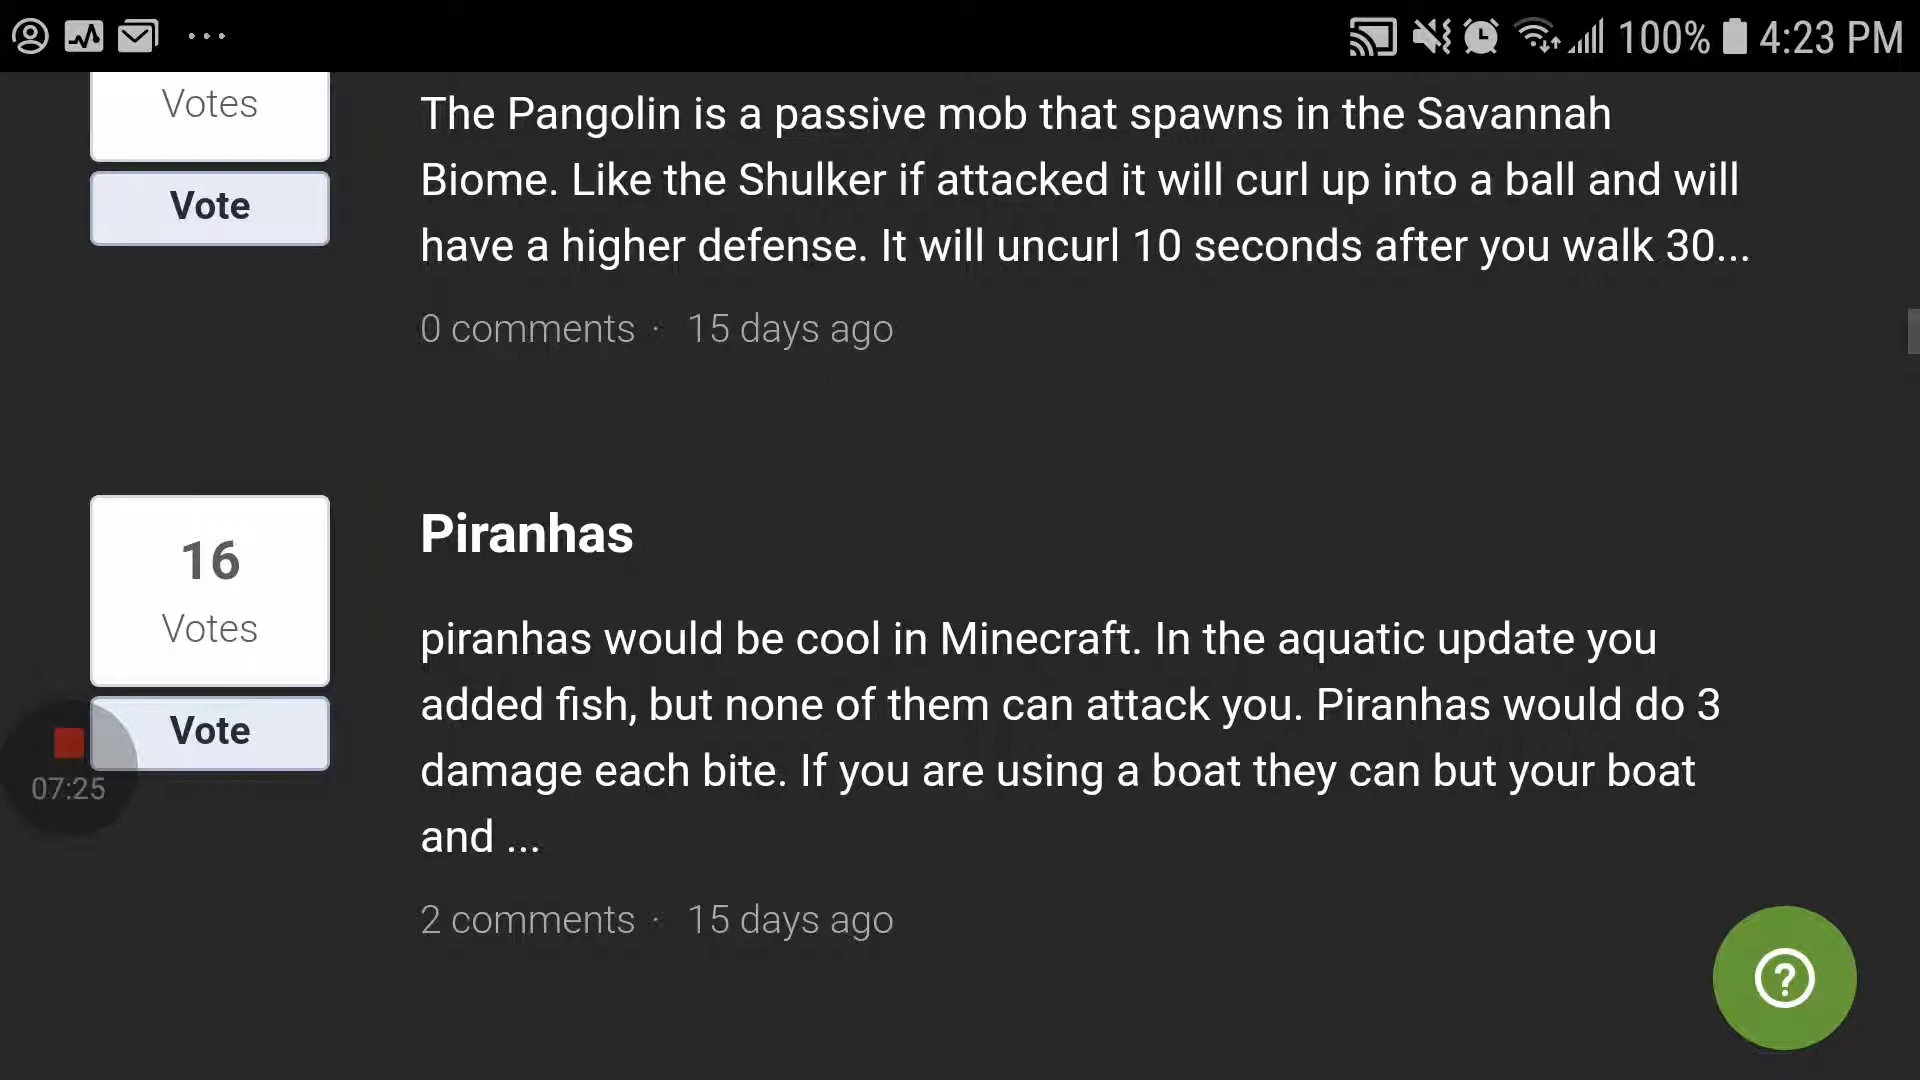 100% 4:23 PM
Votes
Vote
The Pangolin is a passive mob that spawns in the Savannah
Biome. Like the Shulker if attacked it will curl up into a ball and will
have a higher defense. It will uncurl 10 seconds after you walk 30...
0 comments · 15 days ago
16
Votes
Vote
07:25
Piranhas
piranhas would be cool in Minecraft. In the aquatic update you
added fish, but none of them can attack you. Piranhas would do 3
damage each bite. If you are using a boat they can but your boat
and ...
2 comments · 15 days ago
?